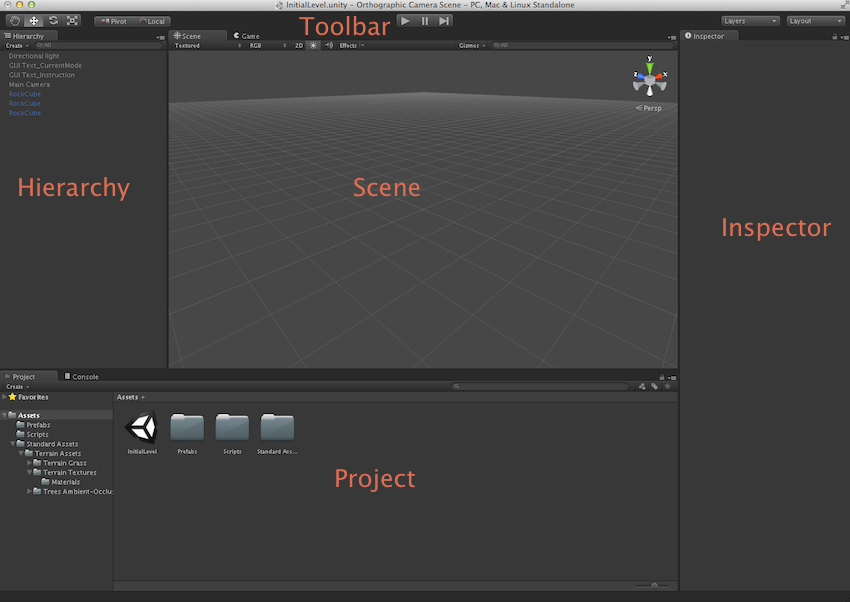 InitialLevel.unity - Orthographic Camera Scene - PC, Mac & Linux Standalone
Pivot Local
Toolbar
Layers Layout
Hierarchy
Create All
Directional light
GUI Text_CurrentMode
GUI Text_Instruction
Main Camera
RockCube
RockCube
RockCube
Hierarchy
Scene Game
Textured RGB 2D Effects Gizmos All
y
z x
Persp
Scene
Inspector
Inspector
Project Console
Create
Favorites
Assets
Prefabs
Scripts
Standard Assets
Terrain Assets
Terrain Grass
Terrain Textures
Materials
Trees Ambient-Occlu
Assets
InitialLevel Prefabs Scripts Standard Ass...
Project